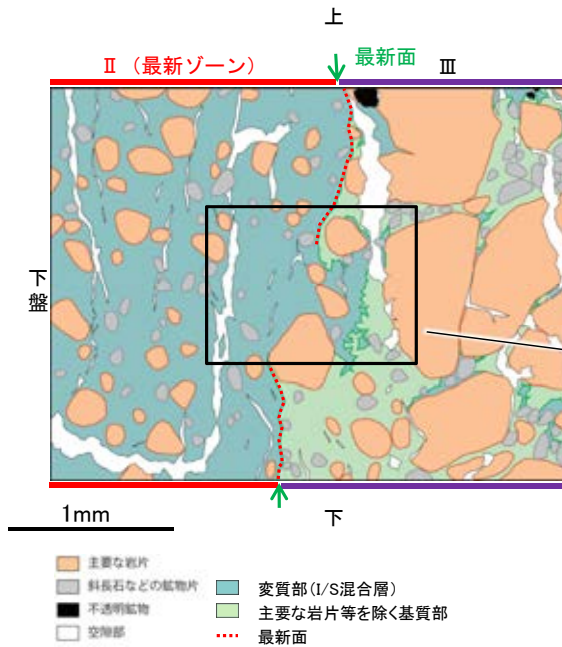 上
Ⅱ（最新ゾーン）
最新面
Ⅲ
下盤
1mm
下
主要な岩片
斜長石などの鉱物片
不透明鉱物
空隙部
変質部(I/S混合層)
主要な岩片等を除く基質部
最新面